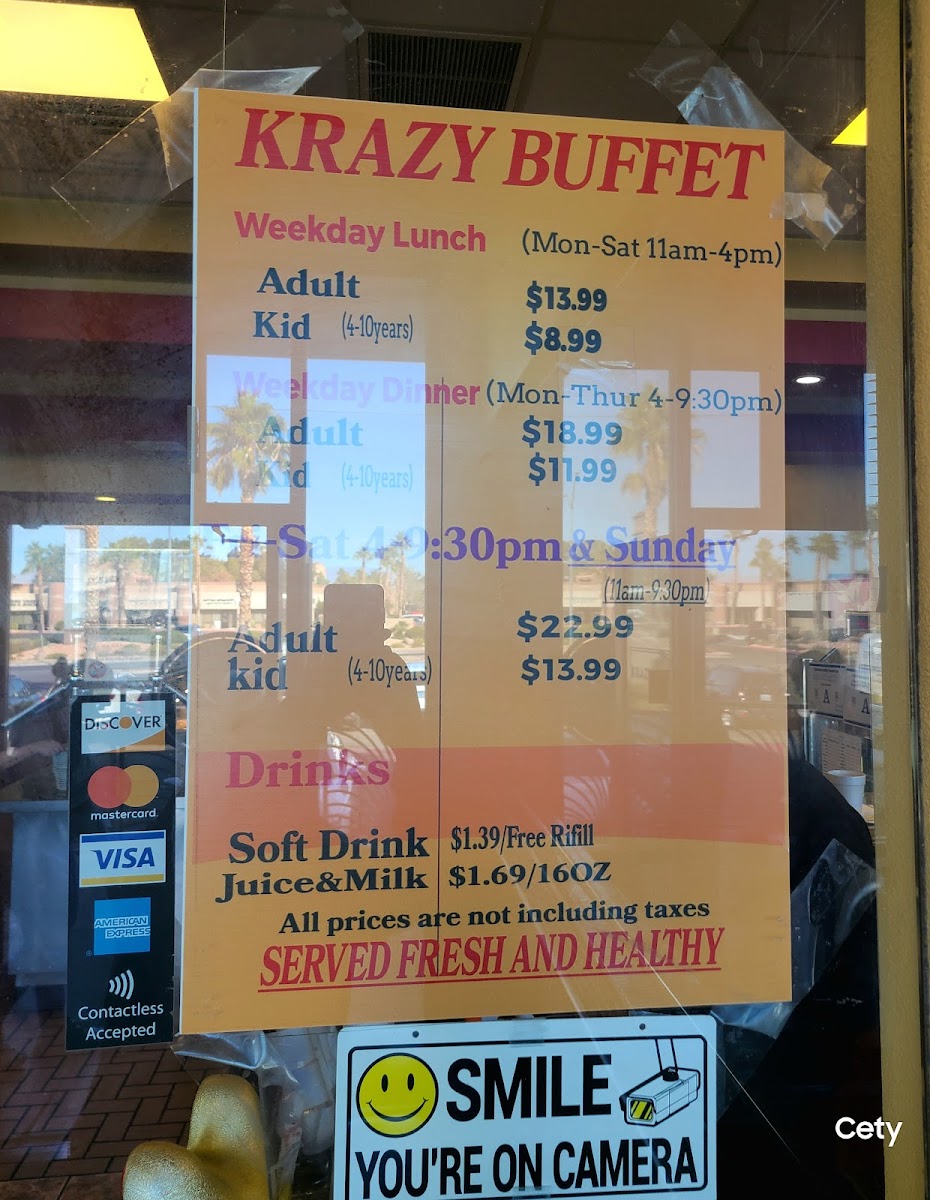 KRAZY BUFFET
Weekday Lunch (Mon-Sat 11am-4pm)
Adult $13.99
Kid (4-10years) $8.99
Weekday Dinner (Mon-Thur 4-9:30pm)
Adult $18.99
Kid (4-10years) $11.99
Fri-Sat 4-9:30pm & Sunday
(11am-9:30pm)
Adult $22.99
kid (4-10years) $13.99
Drinks
Soft Drink $1.39/Free Rifill
Juice&Milk $1.69/16OZ
All prices are not including taxes
SERVED FRESH AND HEALTHY
DISCOVER
mastercard.
VISA
AMERICAN
EXPRESS
Contactless
Accepted
A
A
SMILE
YOU'RE ON CAMERA
Cety